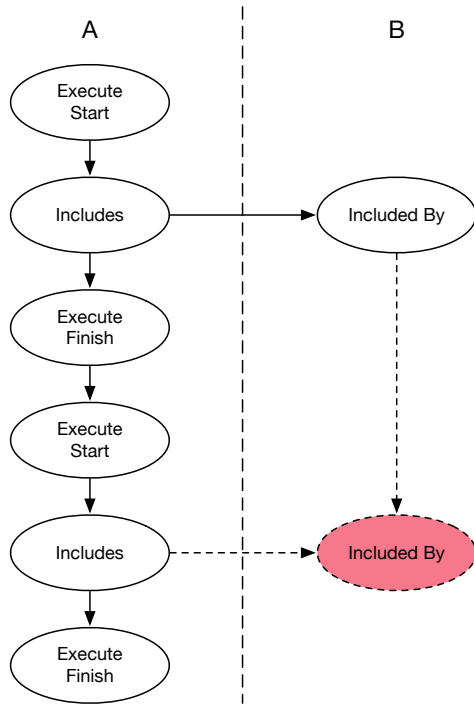 A
B
Execute
Start
Includes
Included By
Execute
Finish
Execute
Start
Includes
Included By
Execute
Finish